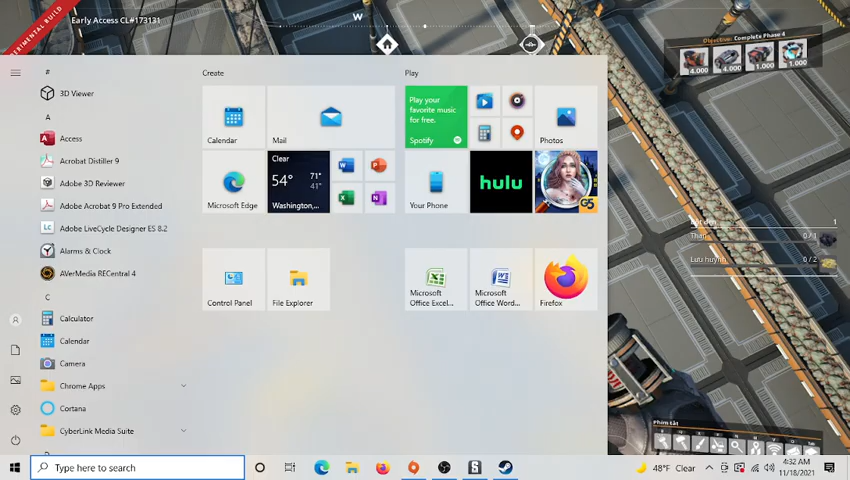 EXPERIMENTAL BUILD
Early Access CL#173131
W
Objective: Complete Phase 4
4.000
4.000
1.000
1.000
#
3D Viewer
A
Access
Acrobat Distiller 9
Adobe 3D Reviewer
Adobe Acrobat 9 Pro Extended
Adobe LiveCycle Designer ES 8.2
Alarms & Clock
AVerMedia RECentral 4
C
Calculator
Calendar
Camera
Chrome Apps
Cortana
CyberLink Media Suite
Create
Calendar
Mail
Microsoft Edge
Clear
54°
71°
41°
Washington,...
Control Panel
File Explorer
Play
Play your
favorite music
for free.
Spotify
Photos
Your Phone
hulu
G5
Microsoft
Office Excel...
Microsoft
Office Word...
Firefox
1
Than
0 / 1
Lưu huỳnh
0 / 2
Phím tắt
Type here to search
48°F Clear
4:32 AM
11/18/2021